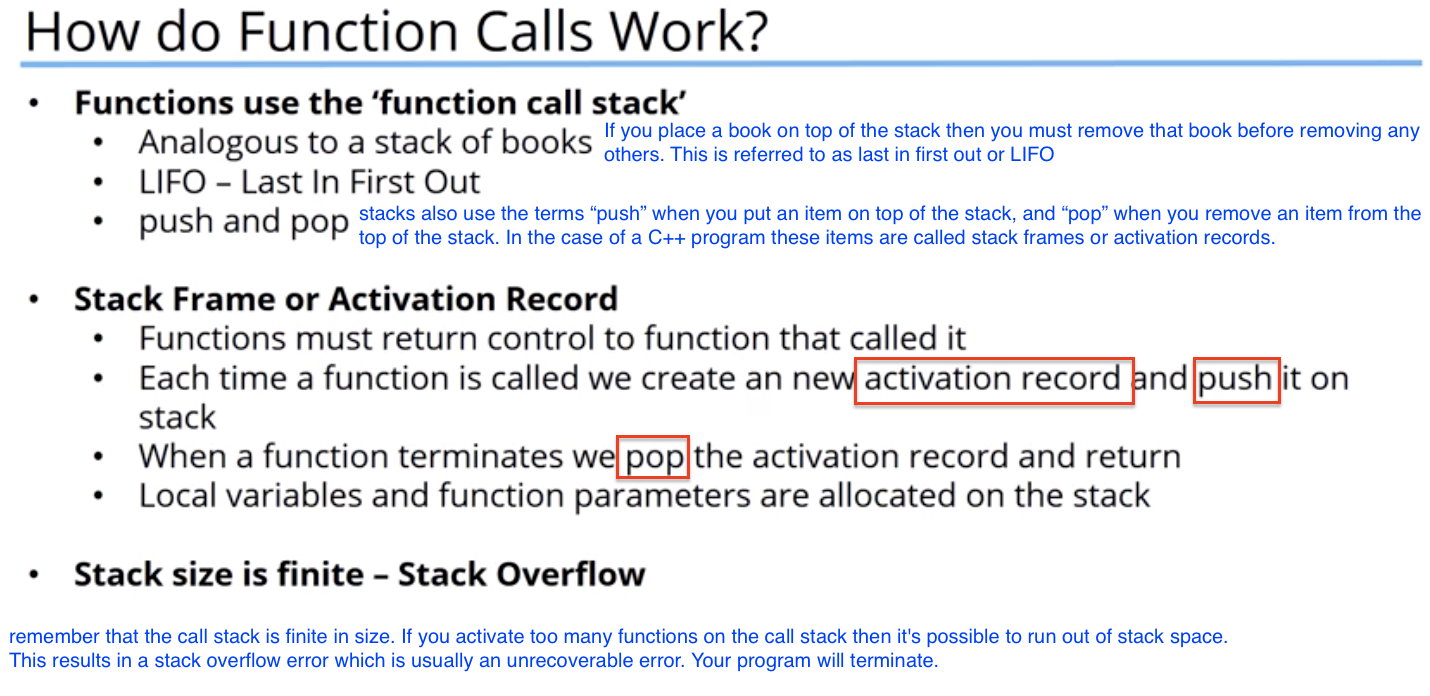 How do Function Calls Work?
• Functions use the ‘function call stack’
• Analogous to a stack of books
If you place a book on top of the stack then you must remove that book before removing any
others. This is referred to as last in first out or LIFO
• LIFO – Last In First Out
• push and pop
stacks also use the terms “push” when you put an item on top of the stack, and “pop” when you remove an item from the
top of the stack. In the case of a C++ program these items are called stack frames or activation records.
• Stack Frame or Activation Record
• Functions must return control to function that called it
• Each time a function is called we create an new activation record and push it on
stack
• When a function terminates we pop the activation record and return
• Local variables and function parameters are allocated on the stack
• Stack size is finite – Stack Overflow
remember that the call stack is finite in size. If you activate too many functions on the call stack then it's possible to run out of stack space.
This results in a stack overflow error which is usually an unrecoverable error. Your program will terminate.